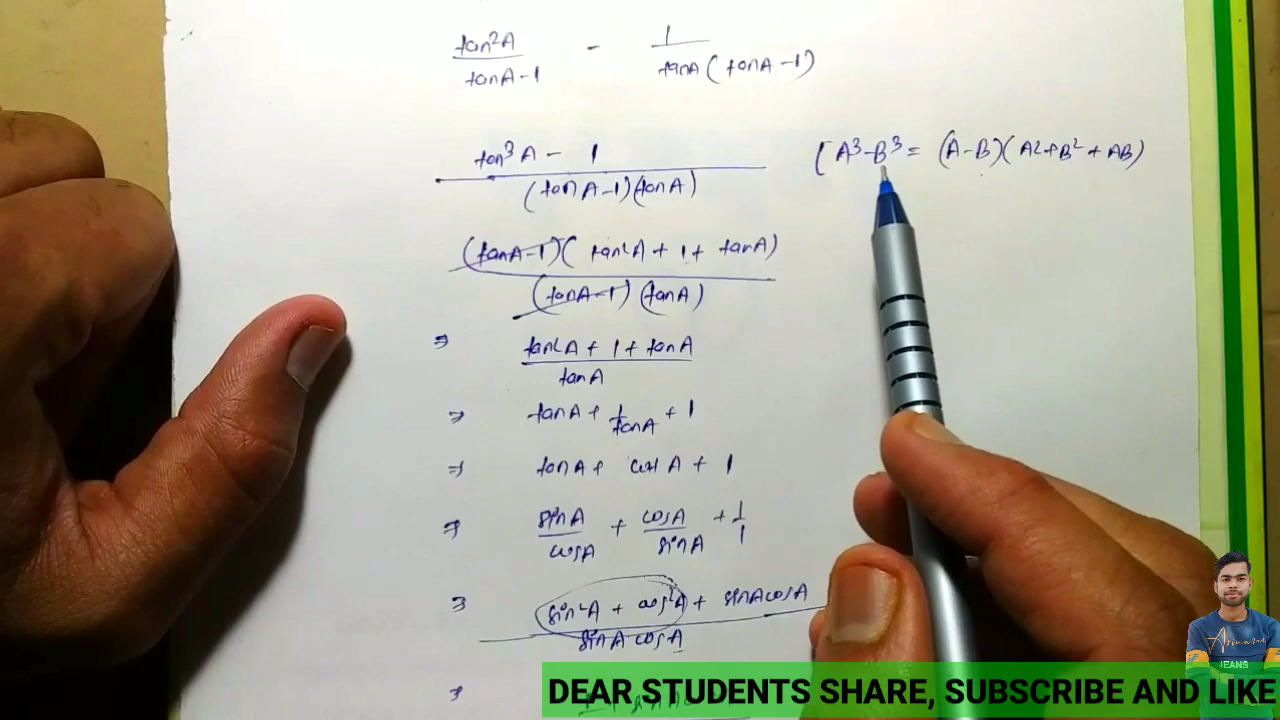 tan²A / tanA-1 - 1 / tanA (tanA-1)
tan³A - 1 / (tanA-1)(tanA)
[A³-B³= (A-B)(A²+B²+AB)
(tanA-1)(tan²A + 1 + tanA) / (tanA-1)(tanA)
⇒ tan²A + 1 + tanA / tanA
⇒ tanA + 1/tanA + 1
⇒ tanA + cotA + 1
⇒ sinA/cosA + cosA/sinA + 1/1
⇒ sin²A + cos²A + sinAcosA / sinA cosA
⇒
DEAR STUDENTS SHARE, SUBSCRIBE AND LIKE
JEANS